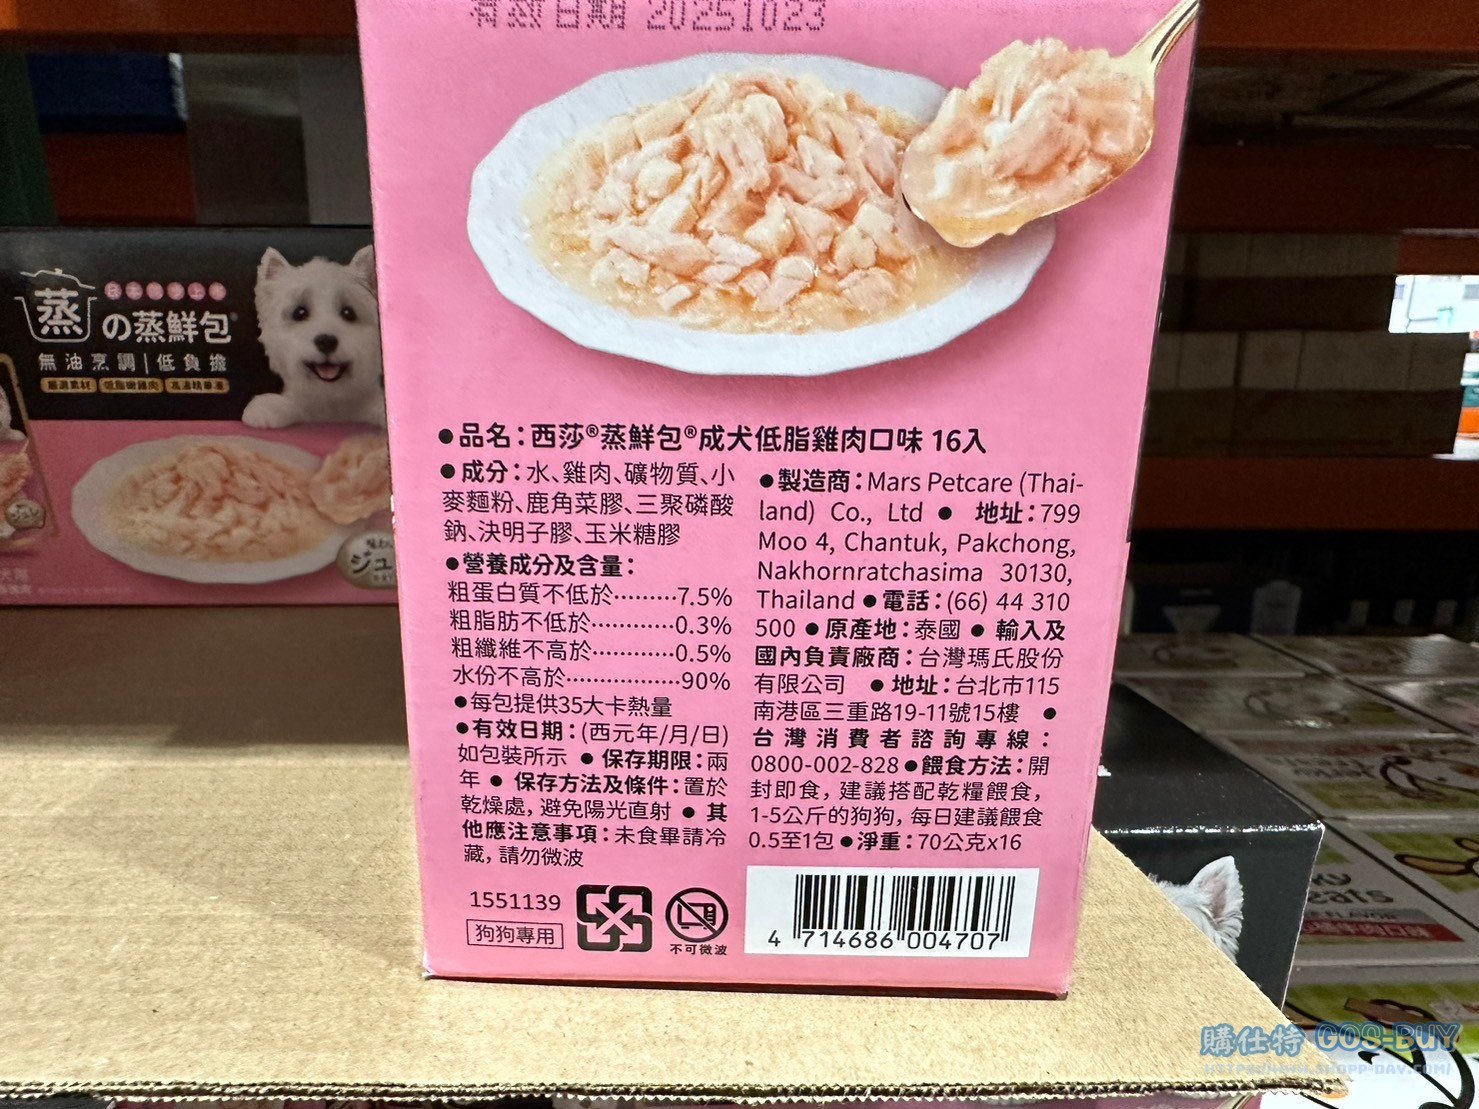 有效日期 20251023
蒸の蒸鮮包
無油烹調|低負擔
●品名:西莎®蒸鮮包®成犬低脂雞肉口味 16入
●成分:水、雞肉、礦物質、小
麥麵粉、鹿角菜膠、三聚磷酸
鈉、決明子膠、玉米糖膠
●營養成分及含量:
粗蛋白質不低於………7.5%
粗脂肪不低於…………0.3%
粗纖維不高於…………0.5%
水份不高於……………90%
●每包提供35大卡熱量
●有效日期:(西元年/月/日)
如包裝所示 ●保存期限:兩
年 ● 保存方法及條件:置於
乾燥處,避免陽光直射 ● 其
他應注意事項:未食畢請冷
藏,請勿微波
●製造商:Mars Petcare (Thai-
land) Co., Ltd ● 地址:799
Moo 4, Chantuk, Pakchong,
Nakhornratchasima 30130,
Thailand ●電話:(66) 44 310
500 ●原產地:泰國 ● 輸入及
國內負責廠商:台灣瑪氏股份
有限公司 ●地址:台北市115
南港區三重路19-11號15樓 ●
台灣消費者諮詢專線:
0800-002-828 ●餵食方法:開
封即食,建議搭配乾糧餵食,
1-5公斤的狗狗,每日建議餵食
0.5至1包 ●淨重:70公克x16
1551139
狗狗專用
不可微波
4 714686 004707
購仕特 GOS-BUY
HTTPS://WWW.SHOPP-DAY.COM/